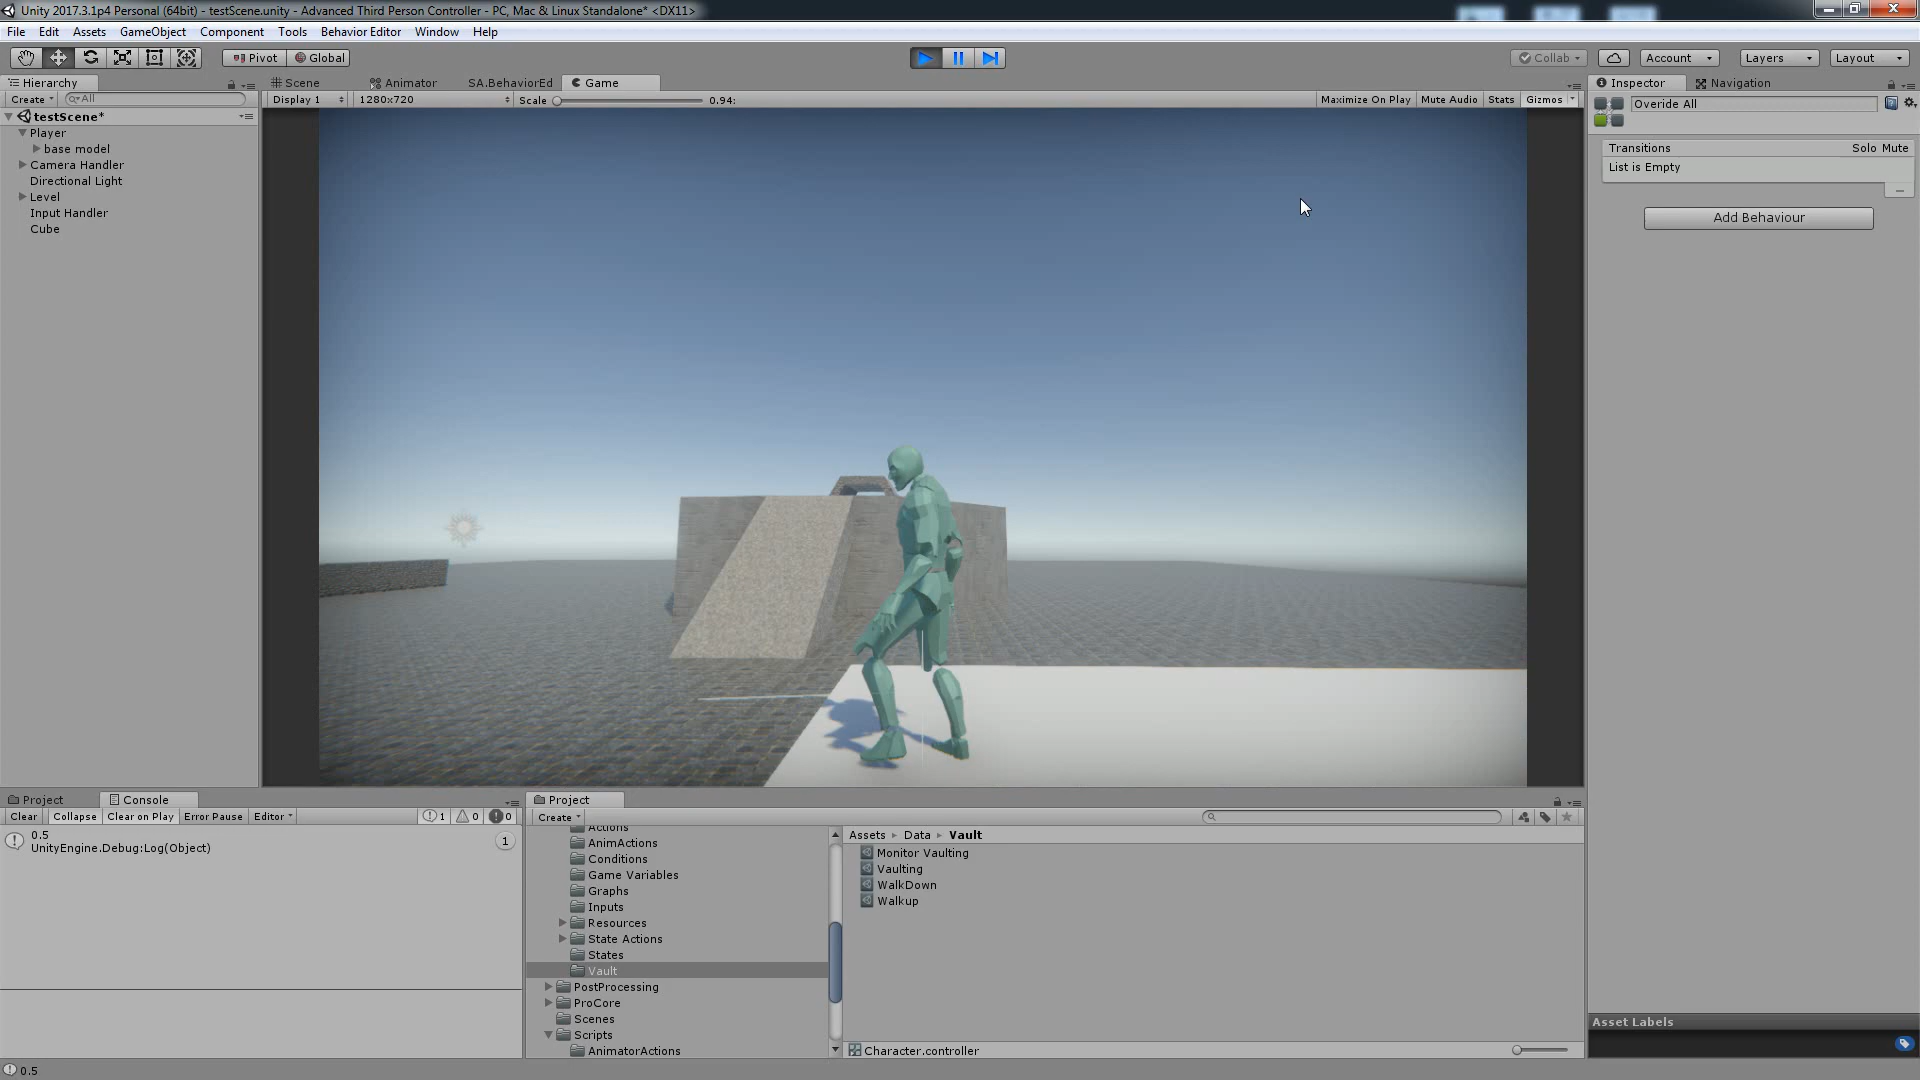 Unity 2017.3.1p4 Personal (64bit) - testScene.unity - Advanced Third Person Controller - PC, Mac & Linux Standalone* <DX11>
File Edit Assets GameObject Component Tools Behavior Editor Window Help
Pivot Global Collab Account Layers Layout
Hierarchy Scene Animator SA.BehaviorEd Game Inspector Navigation
Create All Display 1 1280x720 Scale 0.94: Maximize On Play Mute Audio Stats Gizmos
Overide All
testScene*
Player
base model
Camera Handler
Directional Light
Level
Input Handler
Cube
Transitions Solo Mute
List is Empty
Add Behaviour
Project Console Project
Clear Collapse Clear on Play Error Pause Editor 1 0 0 Create
0.5
UnityEngine.Debug:Log(Object)
1
Actions
AnimActions
Conditions
Game Variables
Graphs
Inputs
Resources
State Actions
States
Vault
PostProcessing
ProCore
Scenes
Scripts
AnimatorActions
Assets Data Vault
Monitor Vaulting
Vaulting
WalkDown
Walkup
Character.controller
Asset Labels
0.5